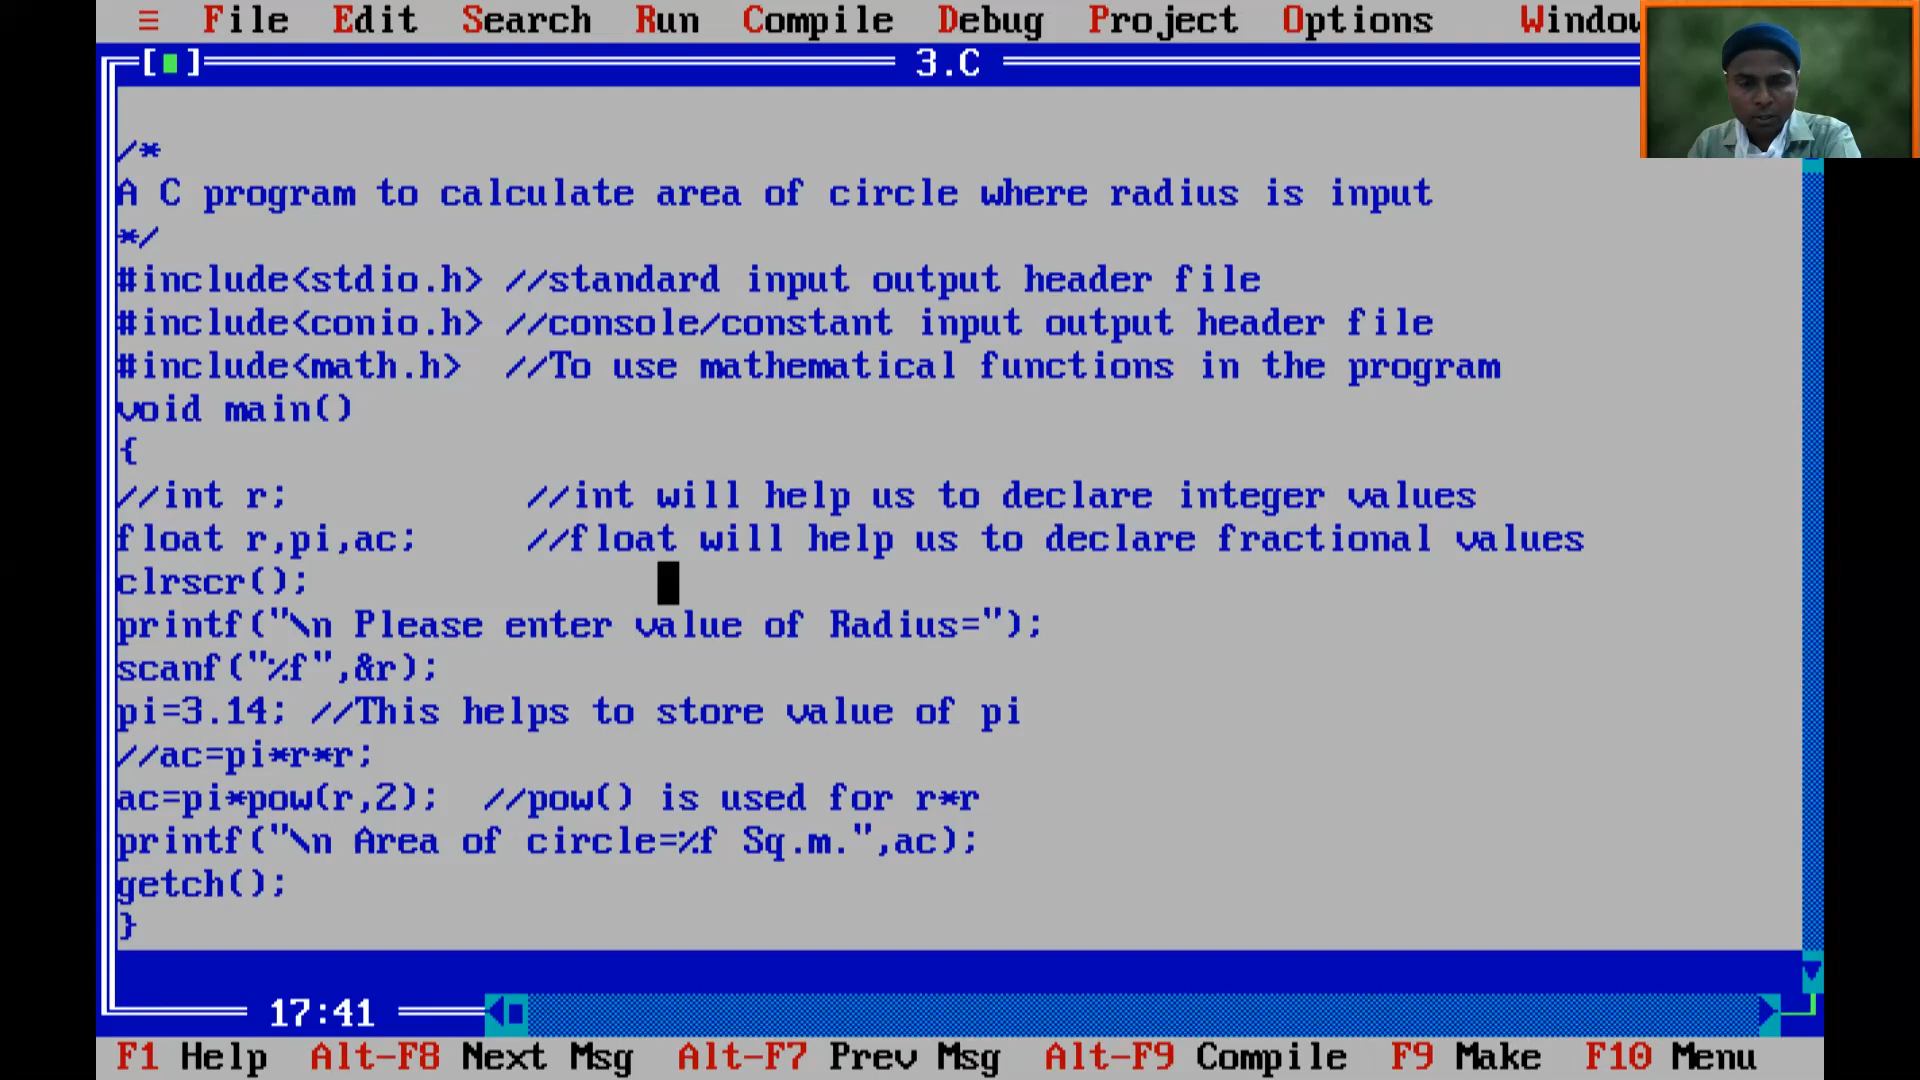 ≡ File Edit Search Run Compile Debug Project Options Window
[■] 3.C
/*
A C program to calculate area of circle where radius is input
*/
#include<stdio.h> //standard input output header file
#include<conio.h> //console/constant input output header file
#include<math.h> //To use mathematical functions in the program
void main()
{
//int r; //int will help us to declare integer values
float r,pi,ac; //float will help us to declare fractional values
clrscr();
printf("\n Please enter value of Radius=");
scanf("%f",&r);
pi=3.14; //This helps to store value of pi
//ac=pi*r*r;
ac=pi*pow(r,2); //pow() is used for r*r
printf("\n Area of circle=%f Sq.m.",ac);
getch();
}
17:41
F1 Help Alt-F8 Next Msg Alt-F7 Prev Msg Alt-F9 Compile F9 Make F10 Menu